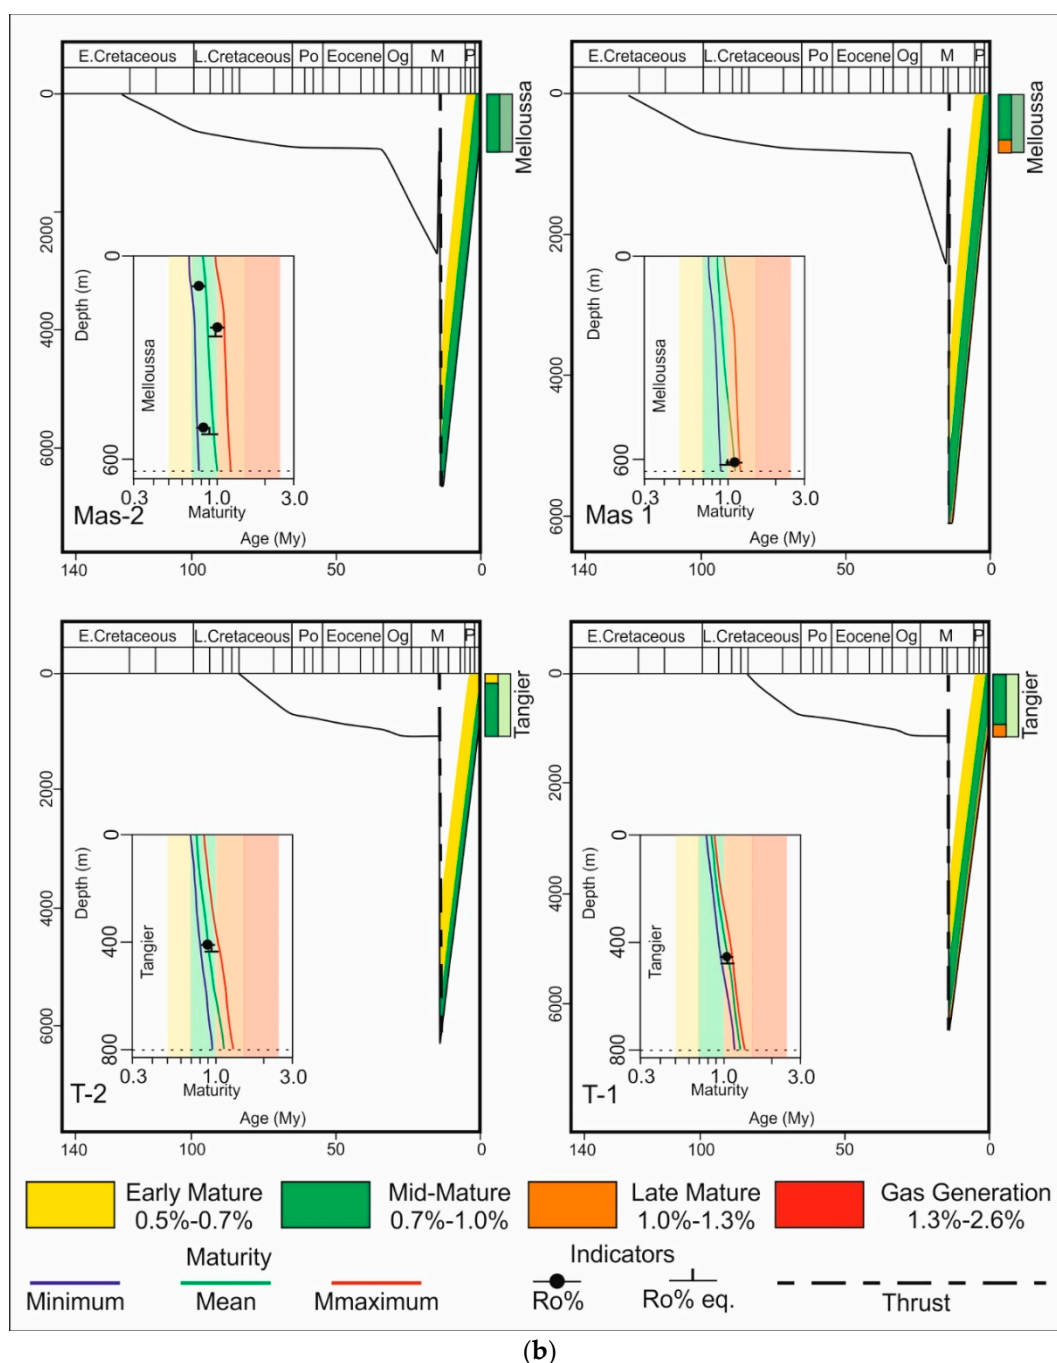 E.Cretaceous L.Cretaceous Po Eocene Og M P
0
2000
4000
6000
Melloussa
Depth (m)
0
600
Melloussa
0.3 1.0 3.0
Maturity
Mas-2
Age (My)
140 100 50 0
E.Cretaceous L.Cretaceous Po Eocene Og M P
0
2000
4000
6000
Melloussa
Depth (m)
0
600
Melloussa
0.3 1.0 3.0
Maturity
Mas 1
Age (My)
140 100 50 0
E.Cretaceous L.Cretaceous Po Eocene Og M P
0
2000
4000
6000
Tangier
Depth (m)
0
400
800
Tangier
0.3 1.0 3.0
Maturity
T-2
Age (My)
140 100 50 0
E.Cretaceous L.Cretaceous Po Eocene Og M P
0
2000
4000
6000
Tangier
Depth (m)
0
400
800
Tangier
0.3 1.0 3.0
Maturity
T-1
Age (My)
140 100 50 0
Early Mature
0.5%-0.7%
Mid-Mature
0.7%-1.0%
Late Mature
1.0%-1.3%
Gas Generation
1.3%-2.6%
Maturity
Minimum
Mean
Mmaximum
Indicators
Ro%
Ro% eq.
Thrust
(b)